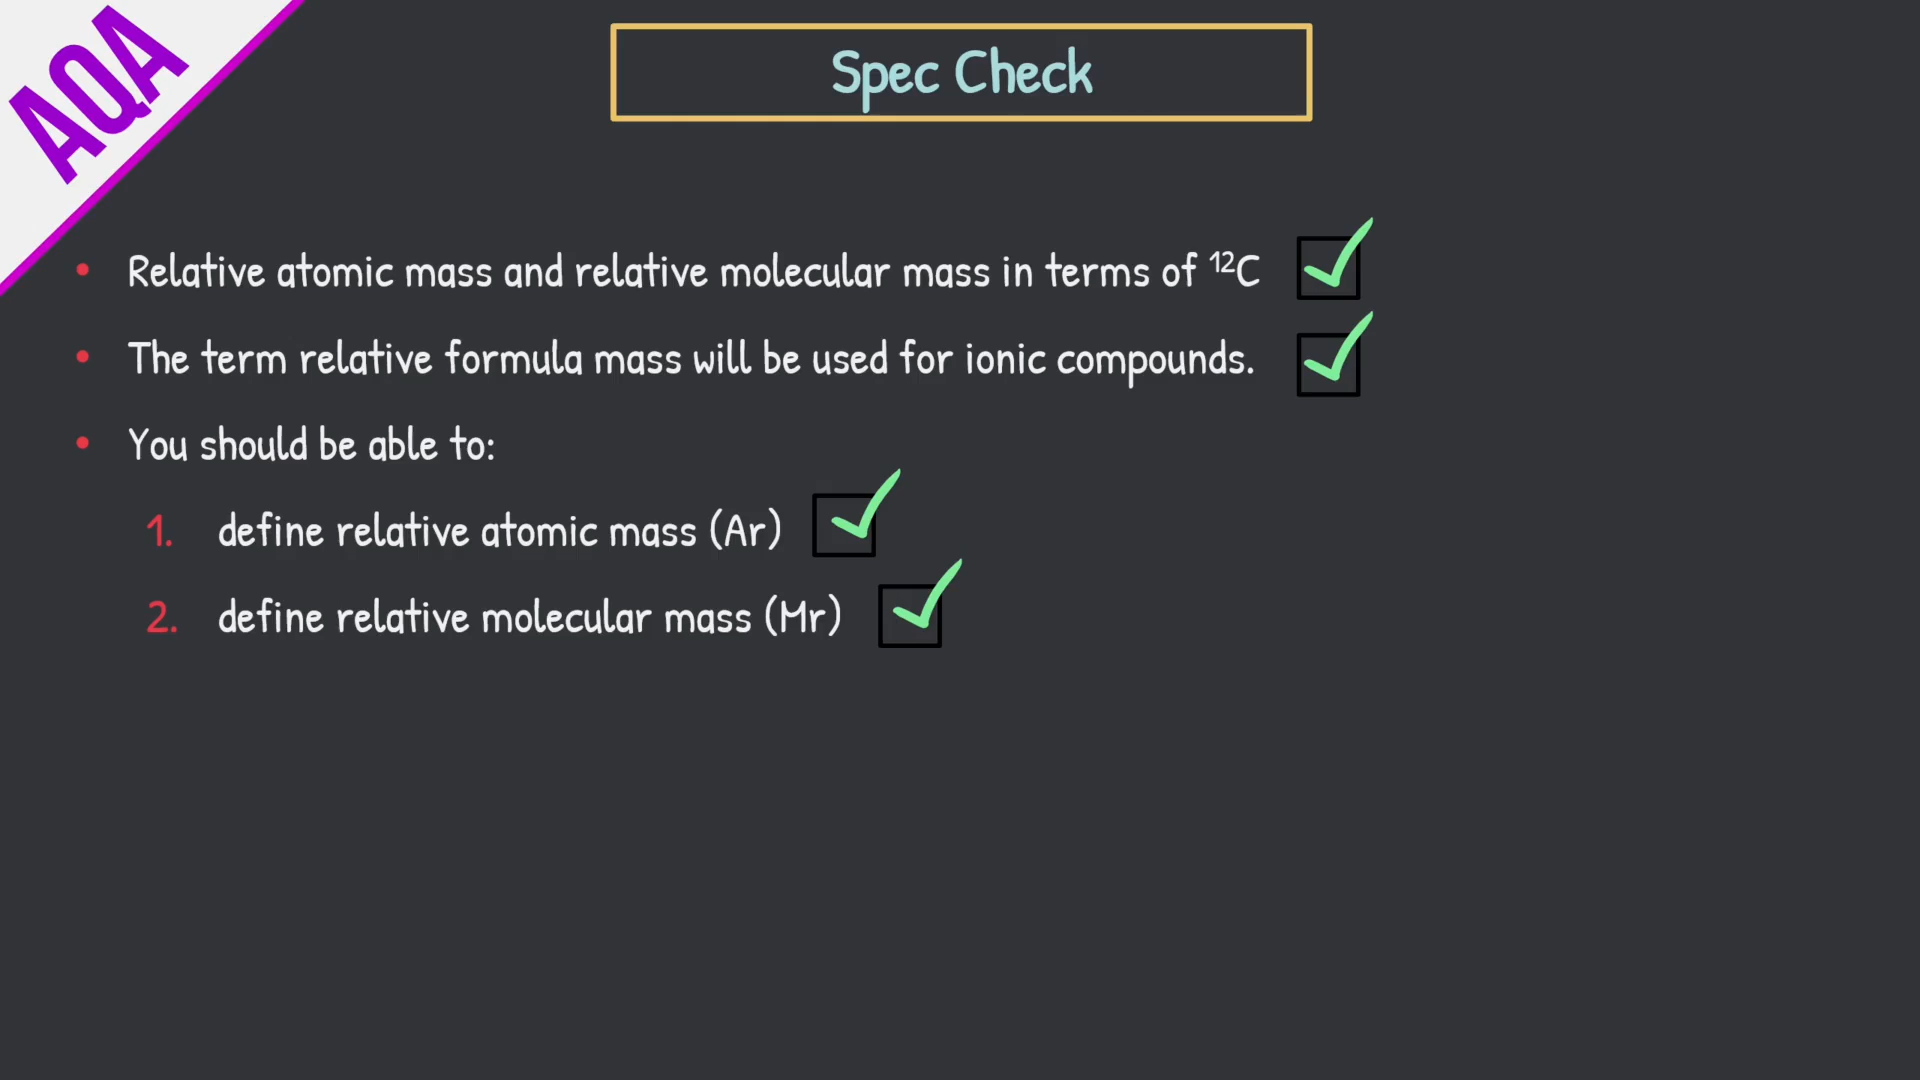 AQA
Spec Check
• Relative atomic mass and relative molecular mass in terms of ¹²C
• The term relative formula mass will be used for ionic compounds.
• You should be able to:
1. define relative atomic mass (Ar)
2. define relative molecular mass (Mr)